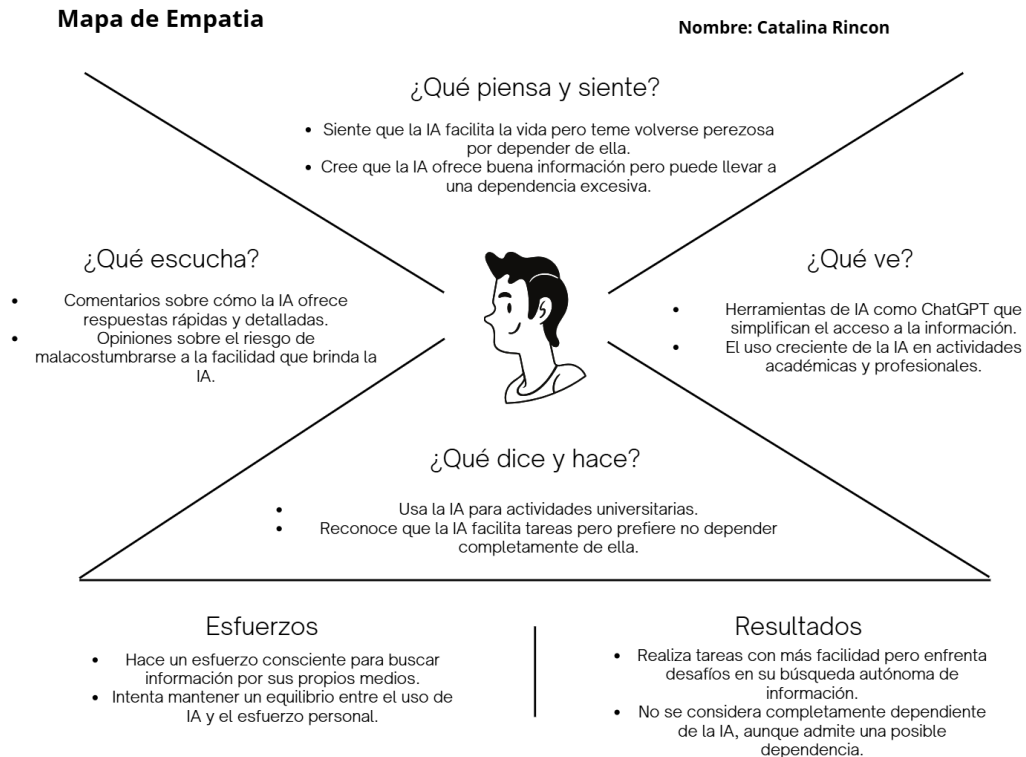 Mapa de Empatia
Nombre: Catalina Rincon
¿Qué piensa y siente?
• Siente que la IA facilita la vida pero teme volverse perezosa
por depender de ella.
• Cree que la IA ofrece buena información pero puede llevar a
una dependencia excesiva.
¿Qué escucha?
• Comentarios sobre cómo la IA ofrece
respuestas rápidas y detalladas.
• Opiniones sobre el riesgo de
malacostumbrarse a la facilidad que brinda la
IA.
¿Qué ve?
• Herramientas de IA como ChatGPT que
simplifican el acceso a la información.
• El uso creciente de la IA en actividades
académicas y profesionales.
¿Qué dice y hace?
• Usa la IA para actividades universitarias.
• Reconoce que la IA facilita tareas pero prefiere no depender
completamente de ella.
Esfuerzos
• Hace un esfuerzo consciente para buscar
información por sus propios medios.
• Intenta mantener un equilibrio entre el uso de
IA y el esfuerzo personal.
Resultados
• Realiza tareas con más facilidad pero enfrenta
desafíos en su búsqueda autónoma de
información.
• No se considera completamente dependiente
de la IA, aunque admite una posible
dependencia.